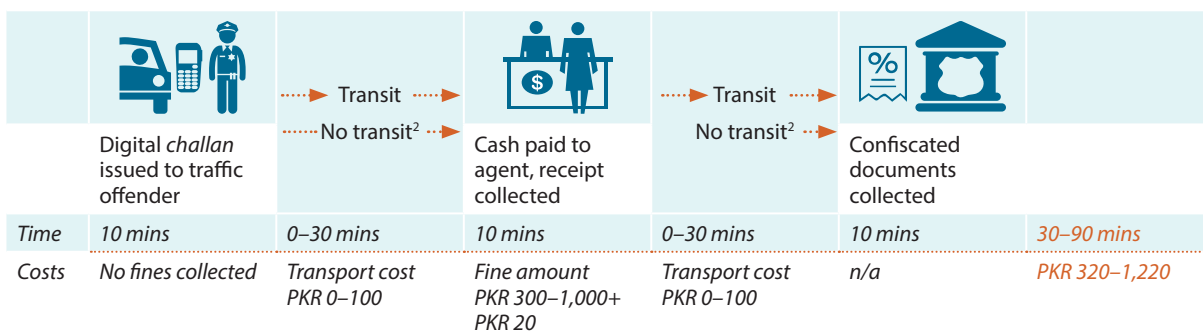 $
%
Transit
Transit
No transit2
No transit2
Digital challan
issued to traffic
offender
Cash paid to
agent, receipt
collected
Confiscated
documents
collected
Time
10 mins
0–30 mins
10 mins
0–30 mins
10 mins
30–90 mins
Costs
No fines collected
Transport cost
PKR 0–100
Fine amount
PKR 300–1,000+
PKR 20
Transport cost
PKR 0–100
n/a
PKR 320–1,220